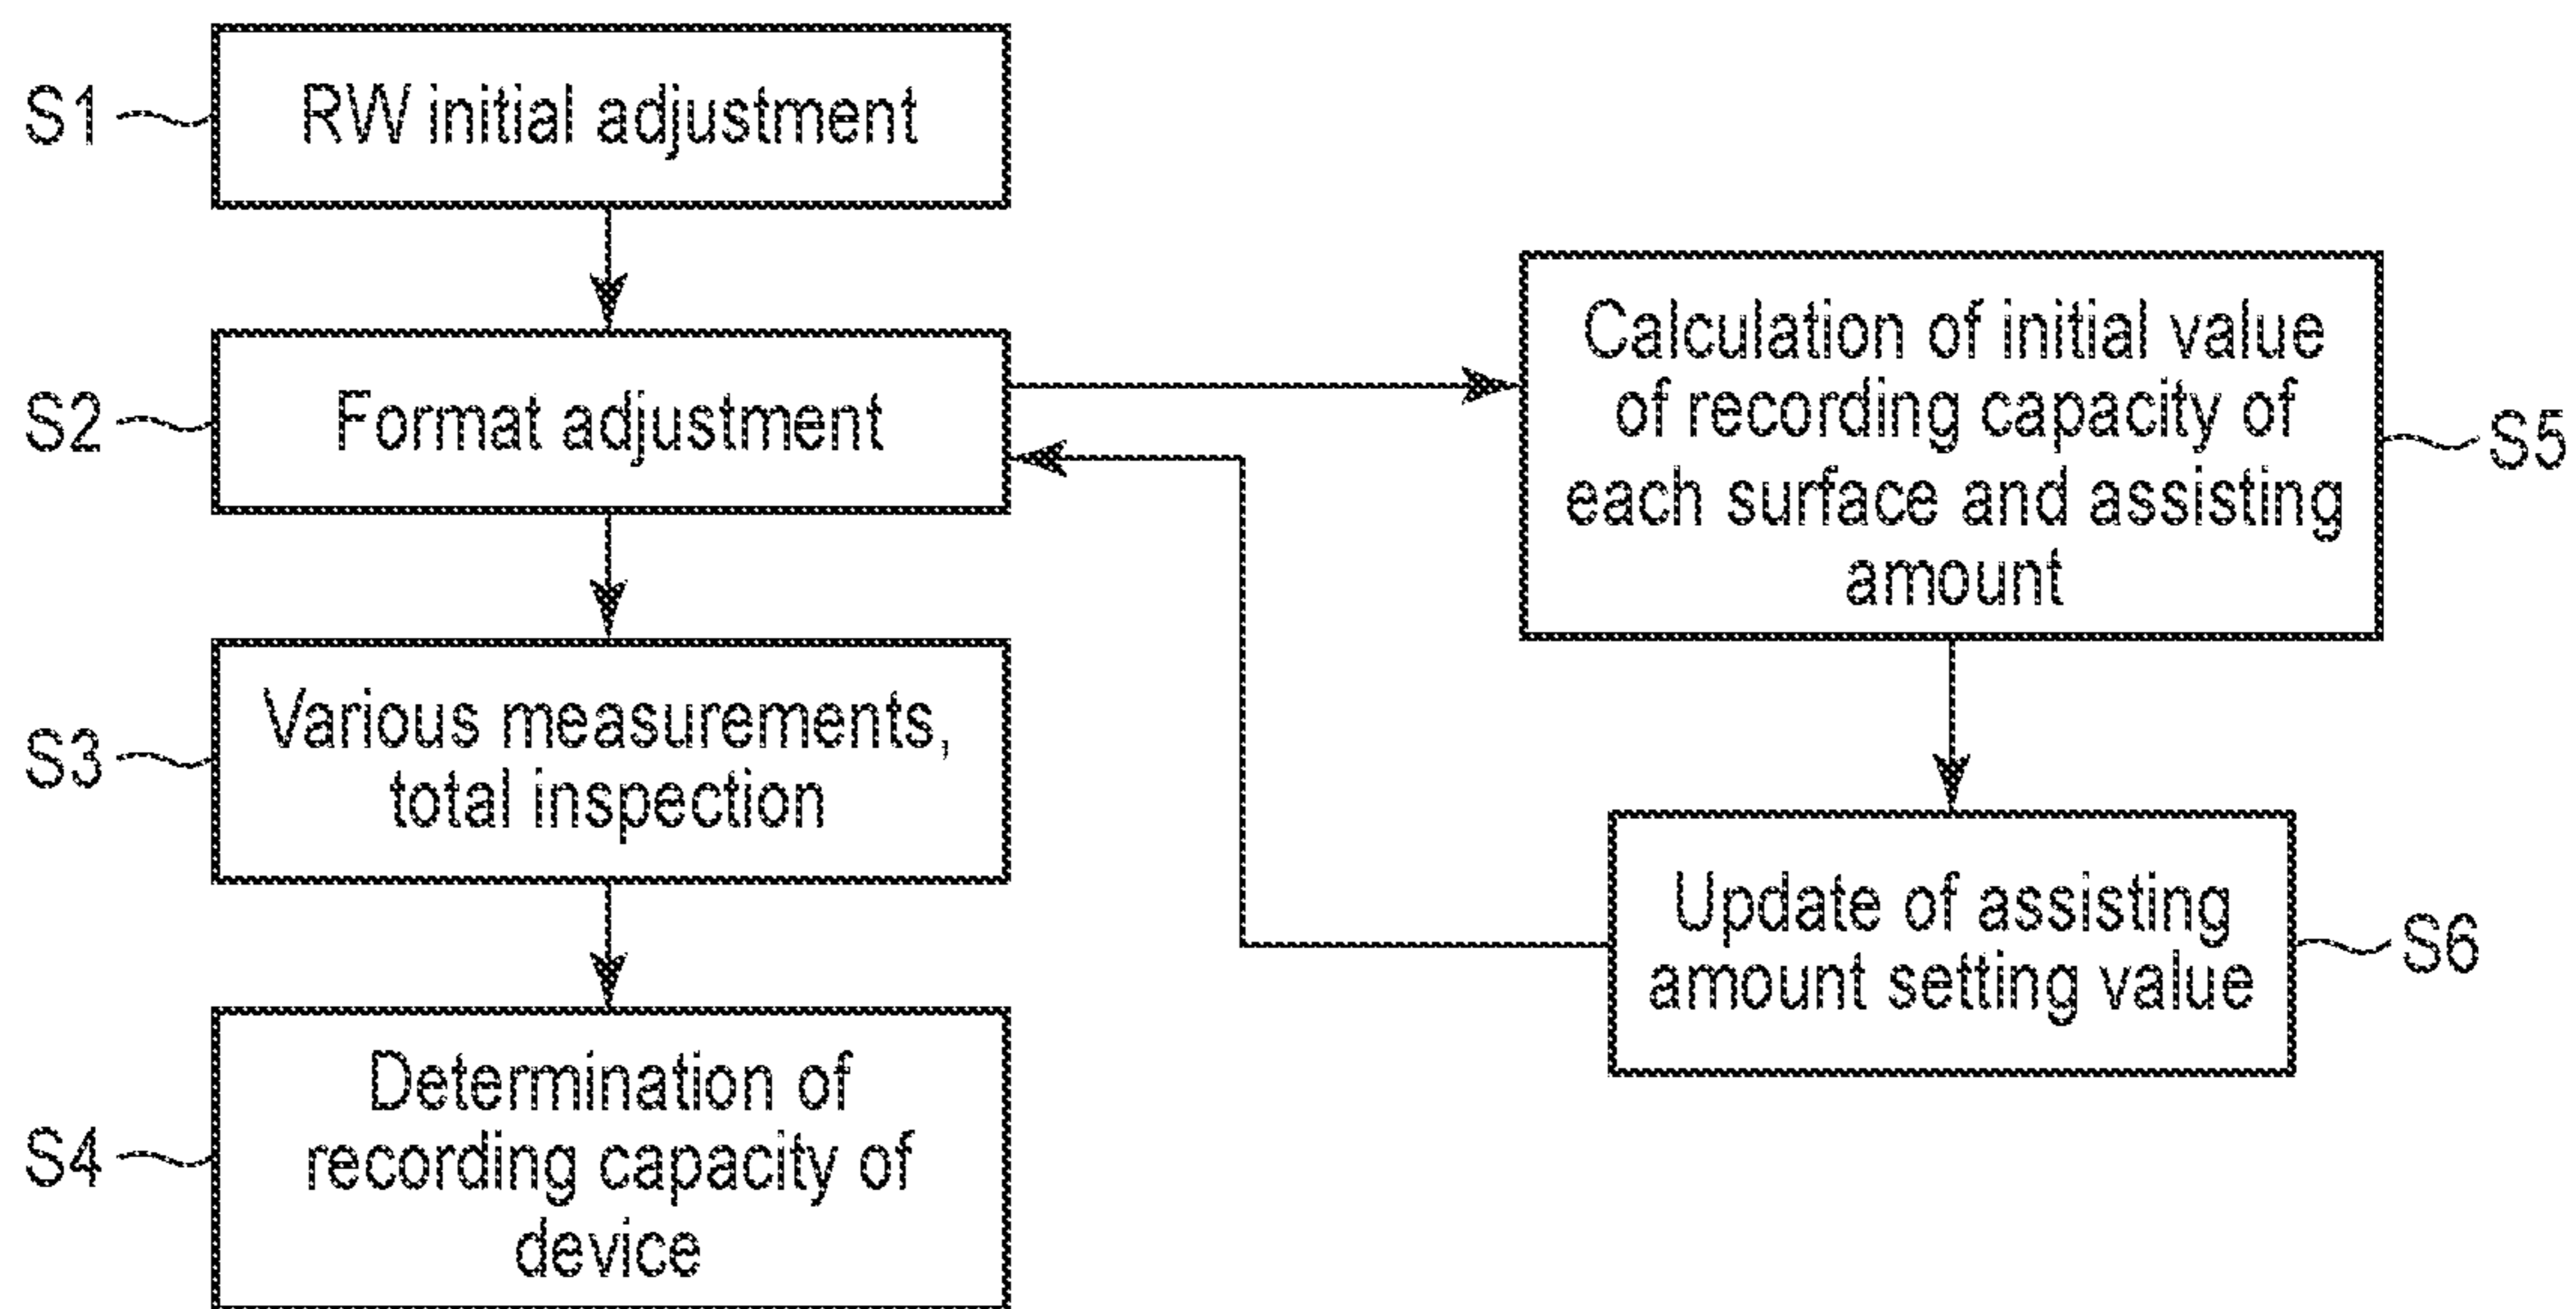 S1
RW initial adjustment
S2
Format adjustment
S3
Various measurements,
total inspection
S4
Determination of
recording capacity of
device
Calculation of initial value
of recording capacity of
each surface and assisting
amount
S5
Update of assisting
amount setting value
S6